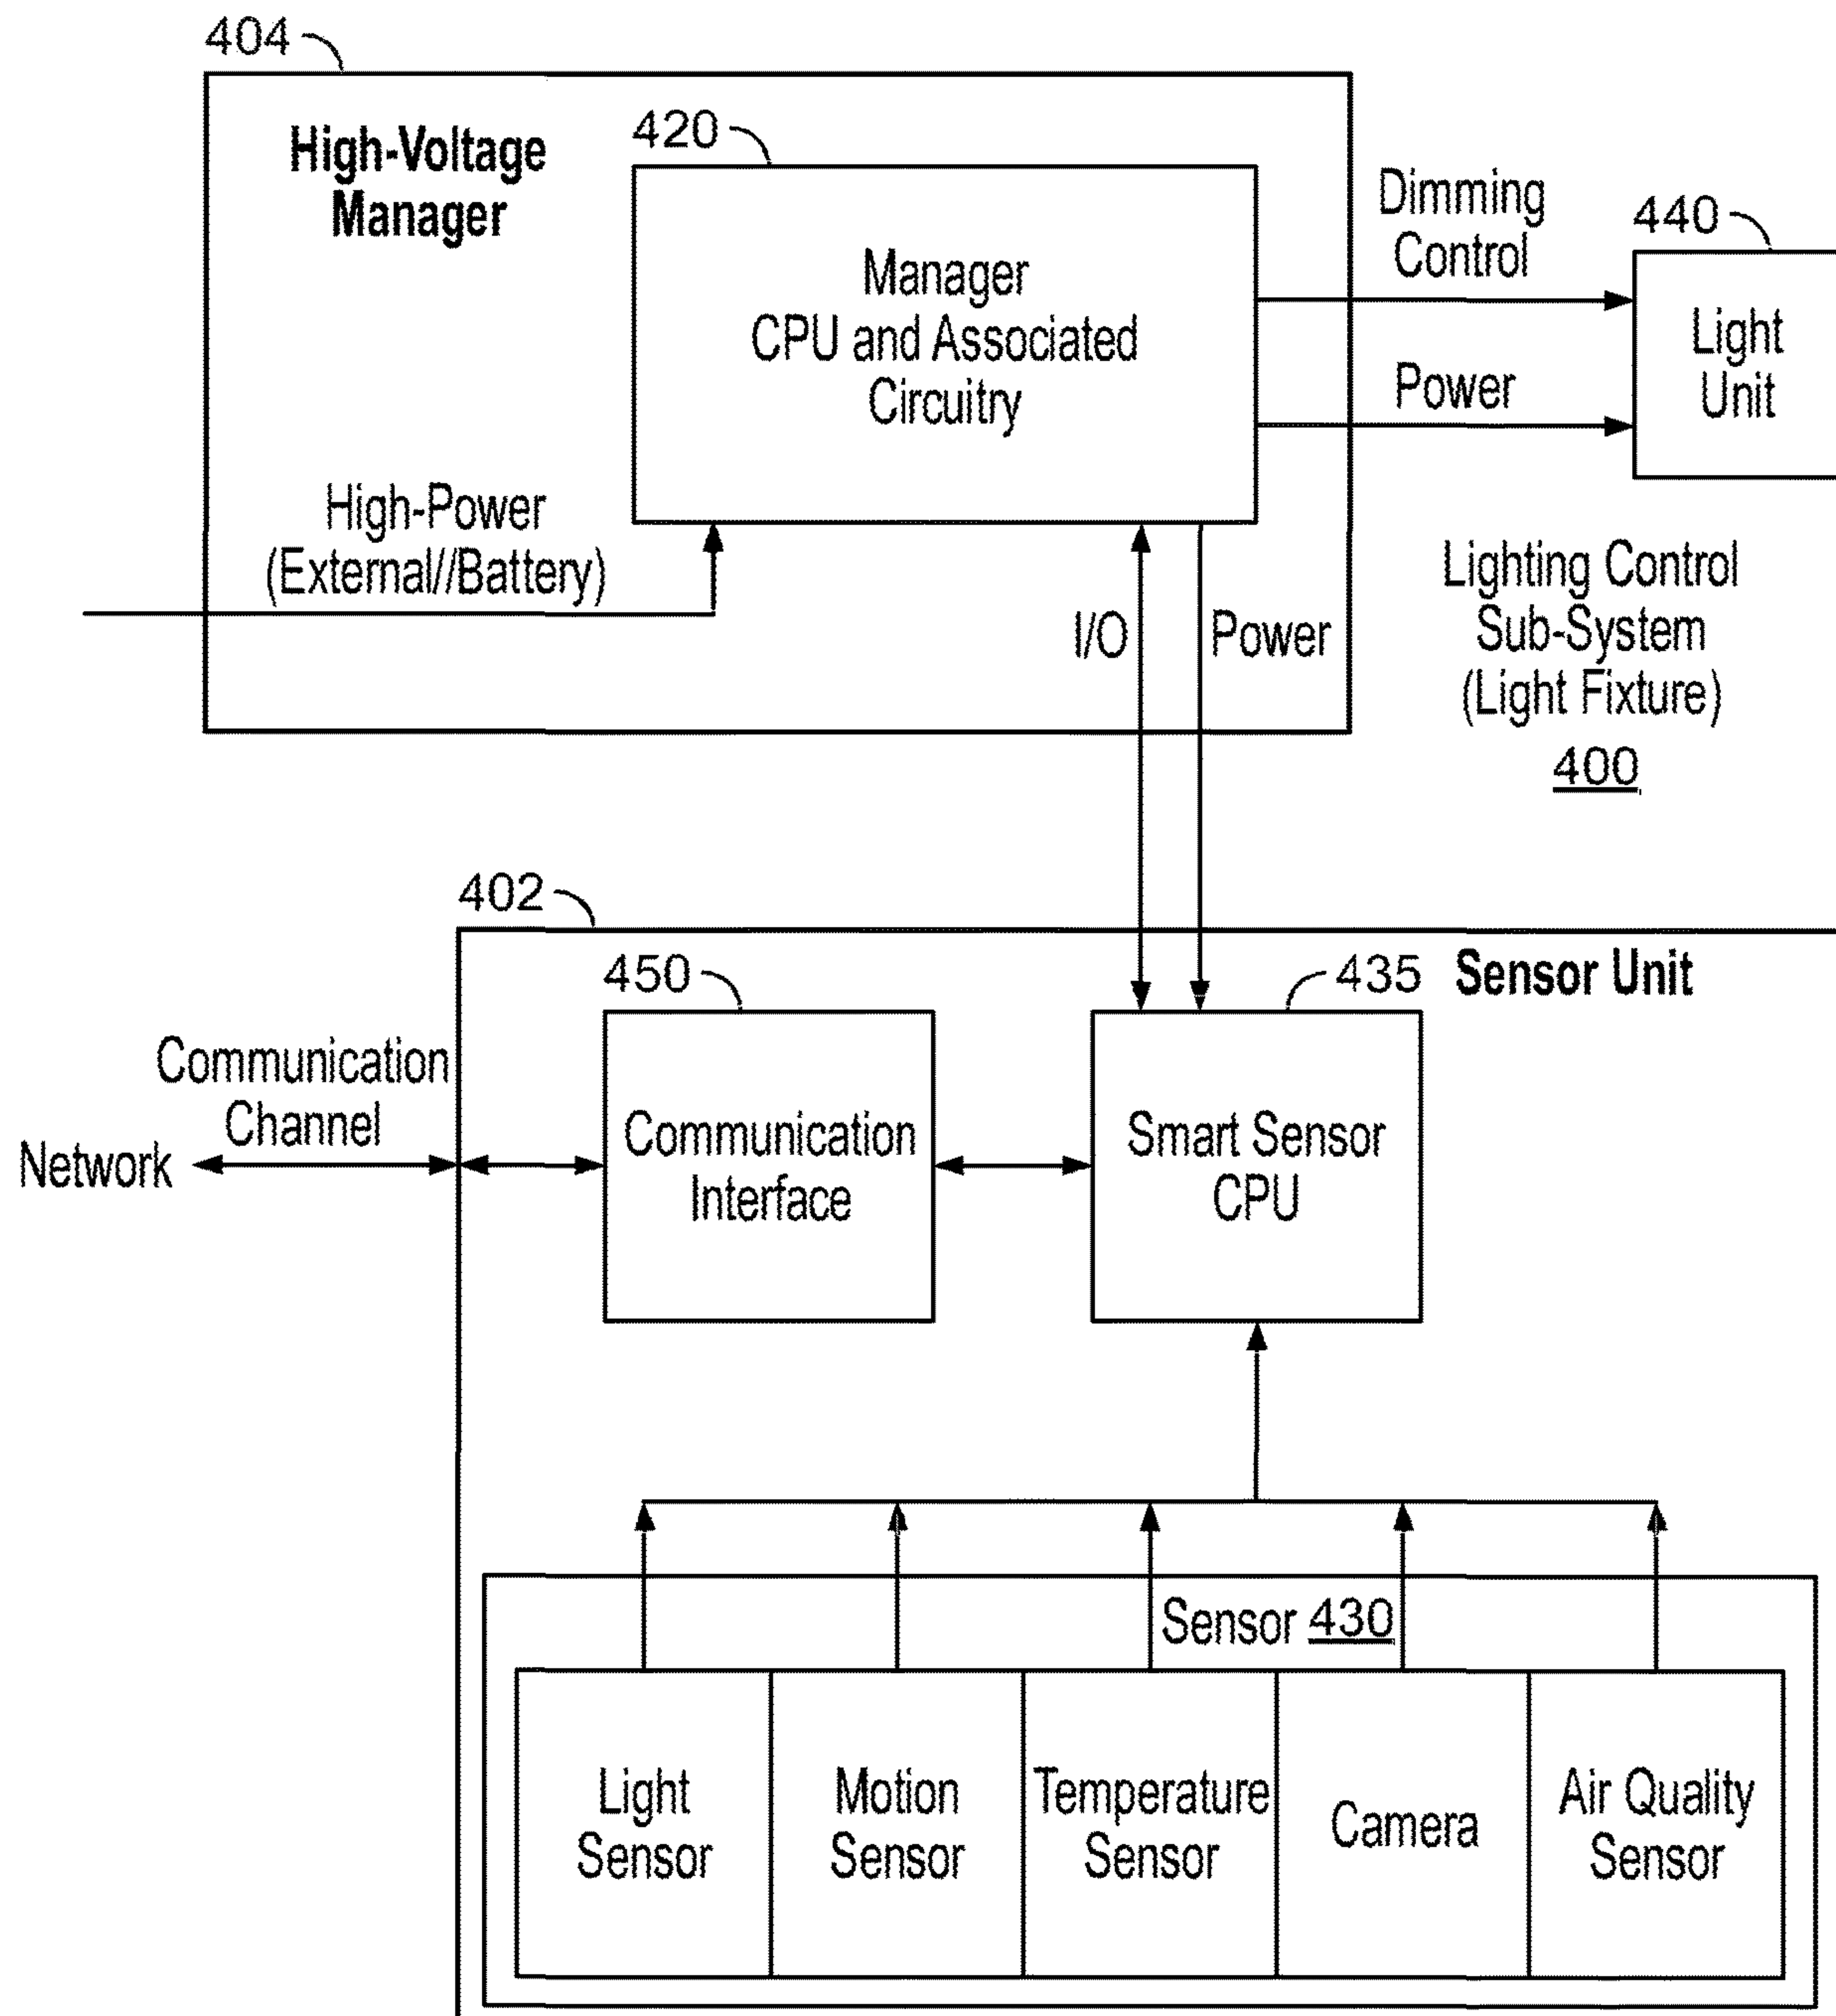 404
High-Voltage
Manager
420
Manager
CPU and Associated
Circuitry
Dimming
Control
Power
440
Light
Unit
High-Power
(External//Battery)
I/O
Power
Lighting Control
Sub-System
(Light Fixture)
400
402
Sensor Unit
450
435
Communication
Channel
Network
Communication
Interface
Smart Sensor
CPU
Sensor 430
Light
Sensor
Motion
Sensor
Temperature
Sensor
Camera
Air Quality
Sensor